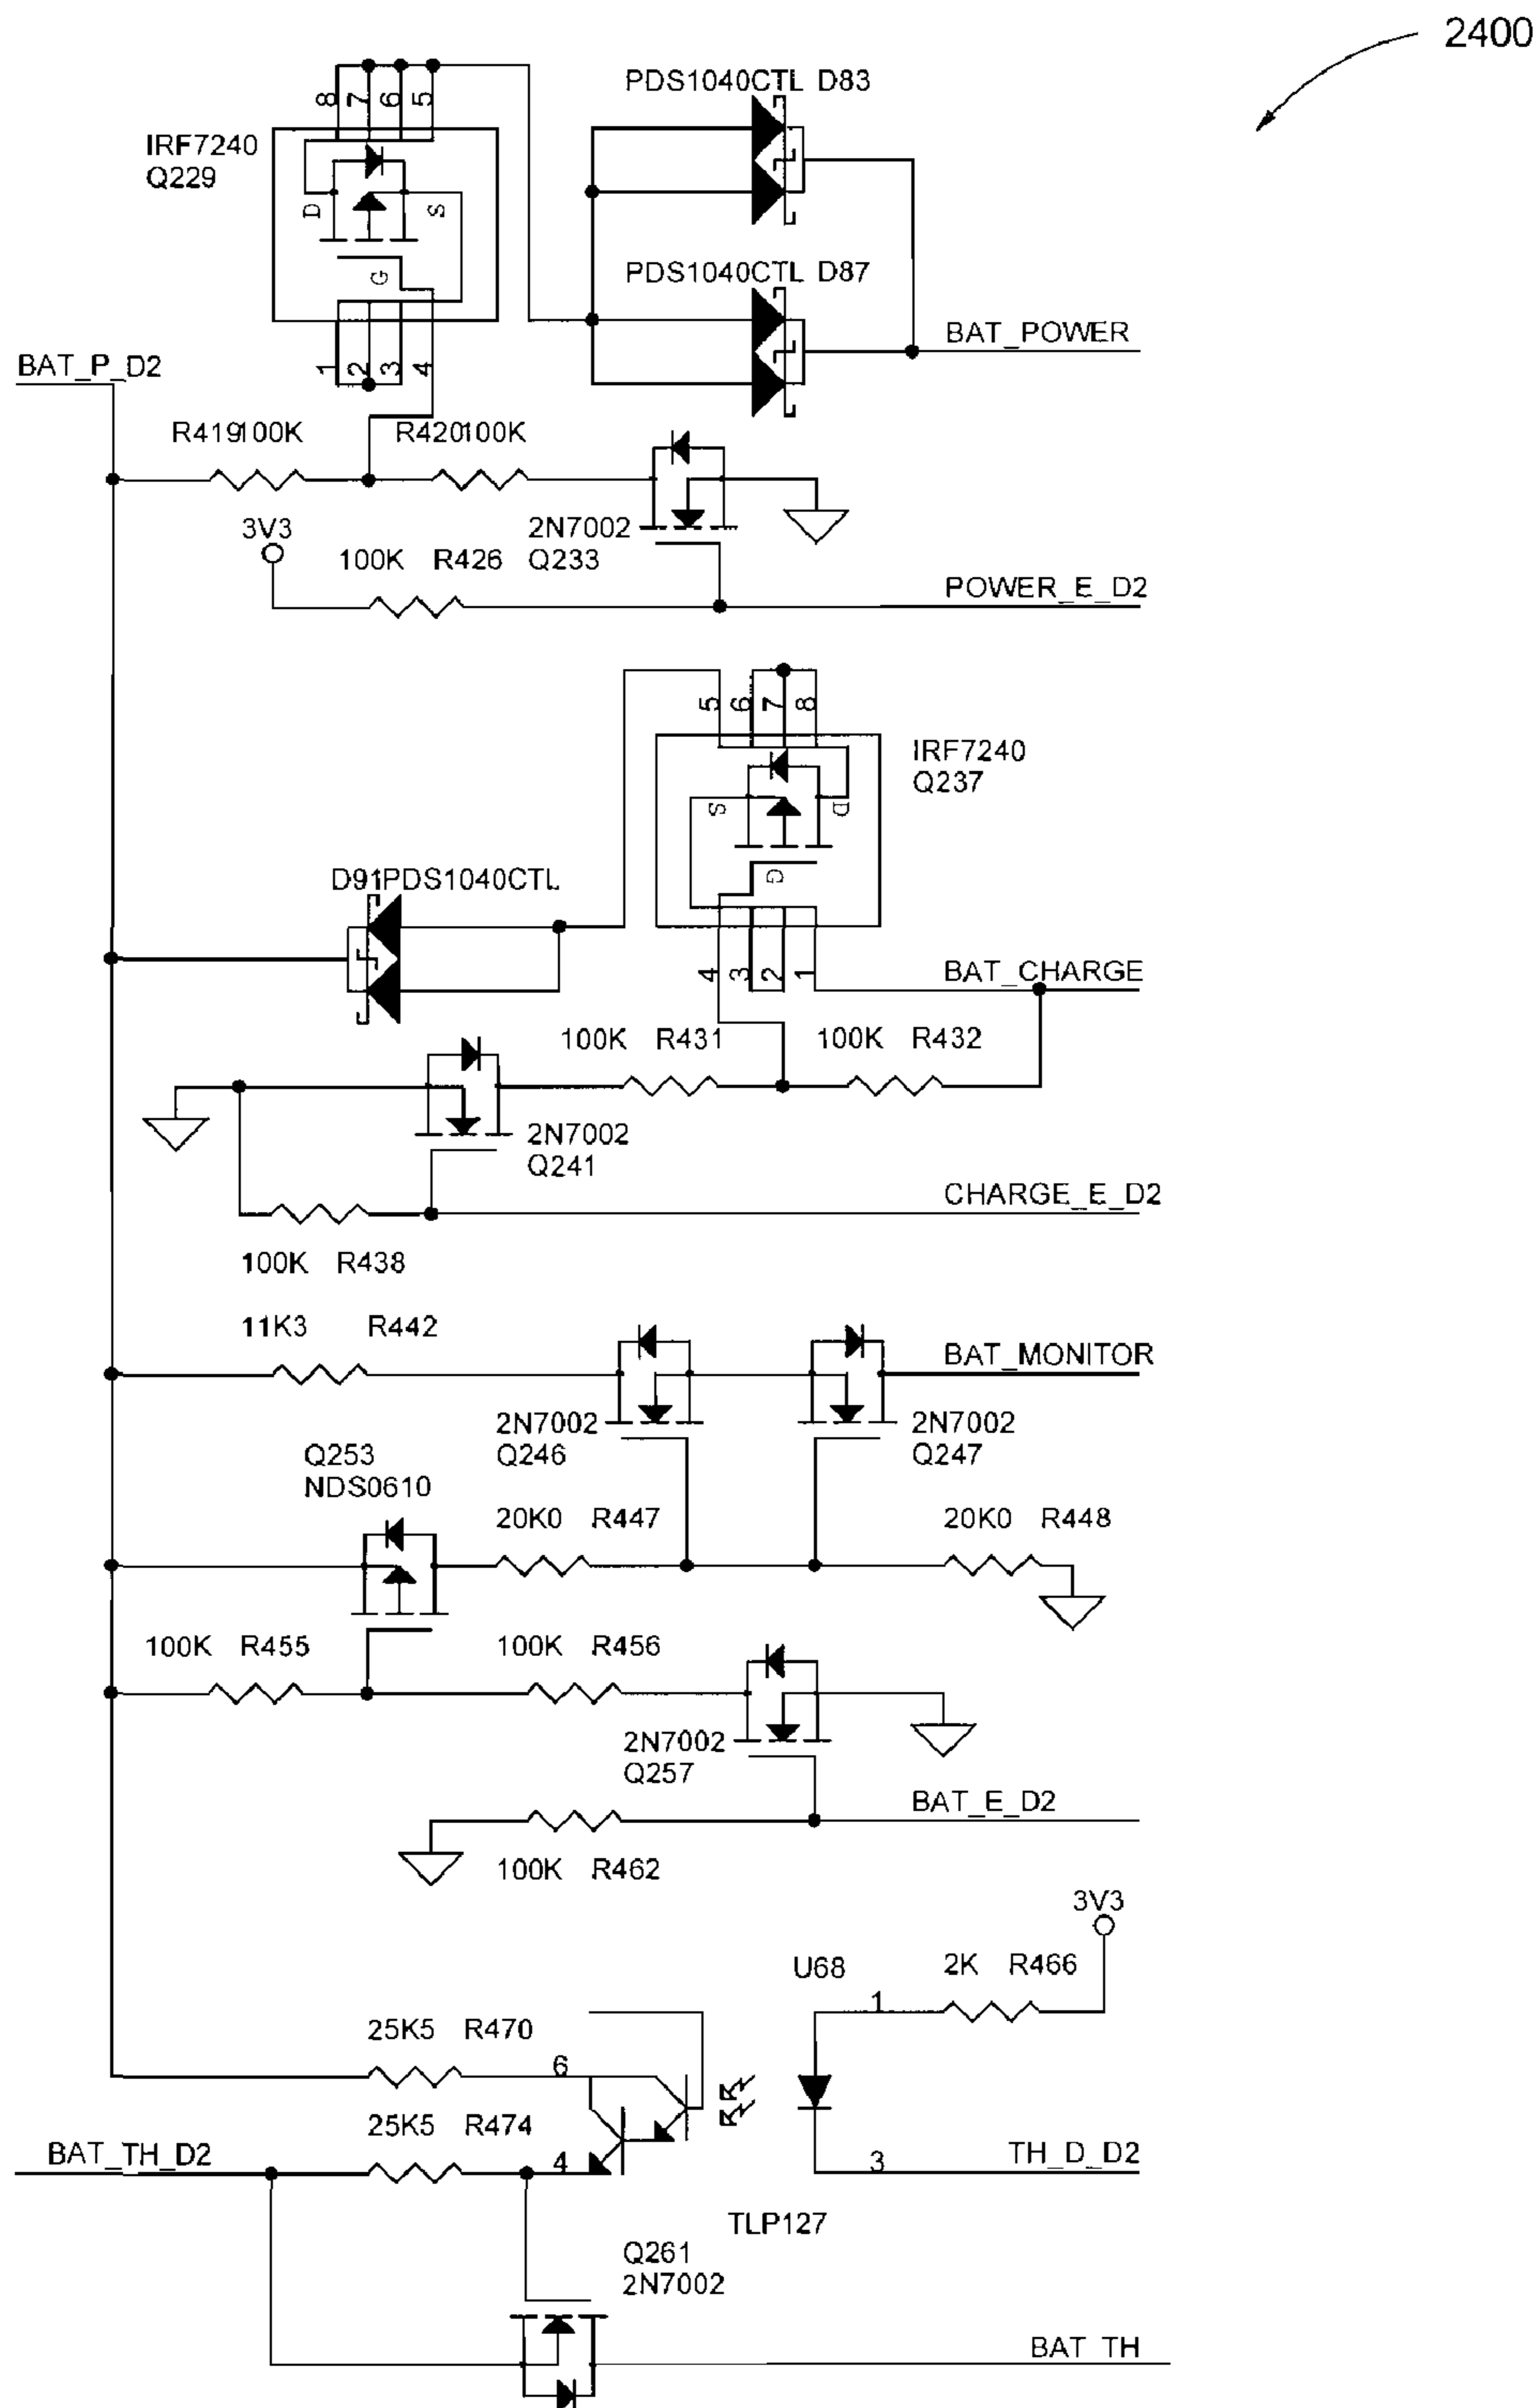 2400
PDS1040CTL D83
8 7 6 5
IRF7240
Q229
D S
G
PDS1040CTL D87
BAT_POWER
1 2 3 4
BAT_P_D2
R419100K R420100K
3V3
2N7002
100K R426 Q233
POWER_E_D2
5 6 7 8
IRF7240
Q237
S D
G
D91PDS1040CTL
4 3 2 1
BAT_CHARGE
100K R431 100K R432
2N7002
Q241
CHARGE_E_D2
100K R438
11K3 R442
BAT_MONITOR
2N7002 2N7002
Q246 Q247
Q253
NDS0610
20K0 R447 20K0 R448
100K R455 100K R456
2N7002
Q257
BAT_E_D2
100K R462
3V3
U68 2K R466
1
25K5 R470
6
25K5 R474
BAT_TH_D2
4
3
TH_D_D2
TLP127
Q261
2N7002
BAT_TH